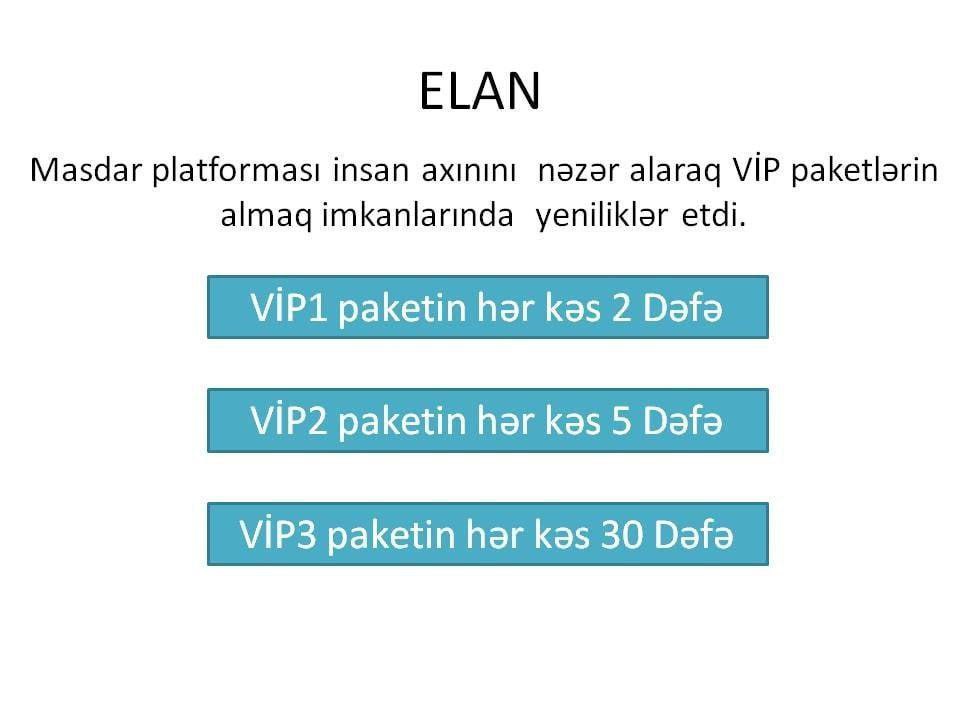 ELAN
Masdar platforması insan axınını nəzər alaraq VİP paketlərin
almaq imkanlarında yeniliklər etdi.
VİP1 paketin hər kəs 2 Dəfə
VİP2 paketin hər kəs 5 Dəfə
VİP3 paketin hər kəs 30 Dəfə